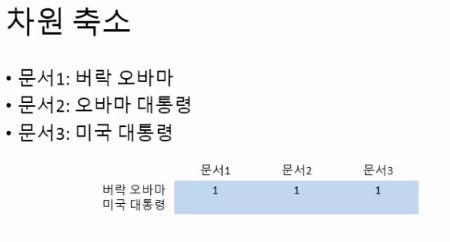 차원 축소
• 문서1: 버락 오바마
• 문서2: 오바마 대통령
• 문서3: 미국 대통령
문서1 문서2 문서3
버락 오바마 1 1 1
미국 대통령